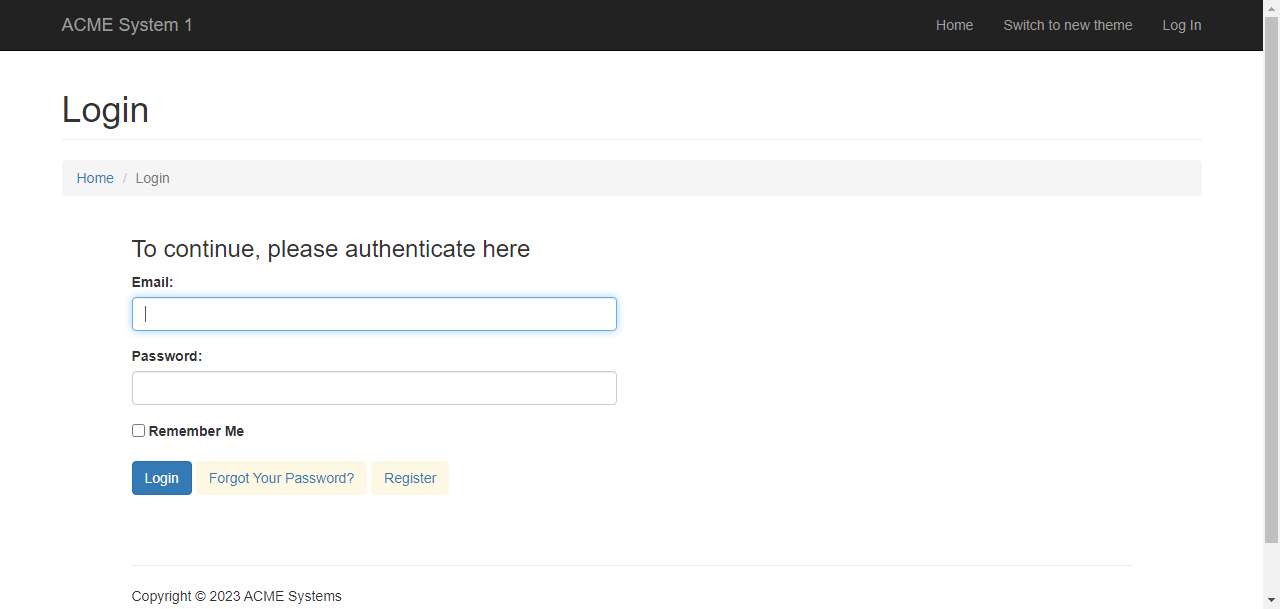 ACME System 1 Home Switch to new theme Log In
Login
Home / Login
To continue, please authenticate here
Email:
Password:
Remember Me
Login Forgot Your Password? Register
Copyright © 2023 ACME Systems